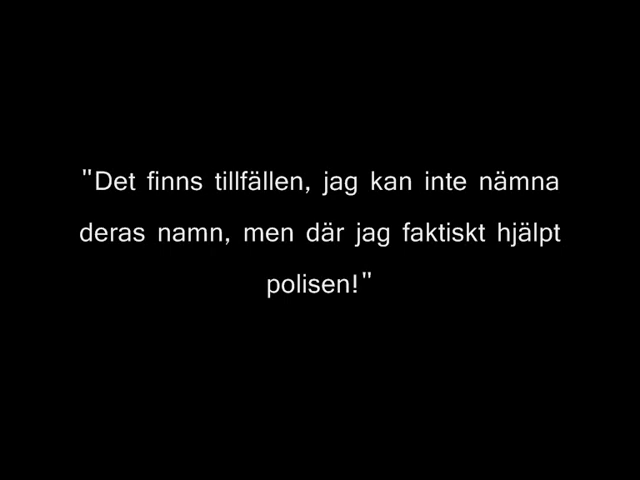 "Det finns tillfällen, jag kan inte nämna
deras namn, men där jag faktiskt hjälpt
polisen!"